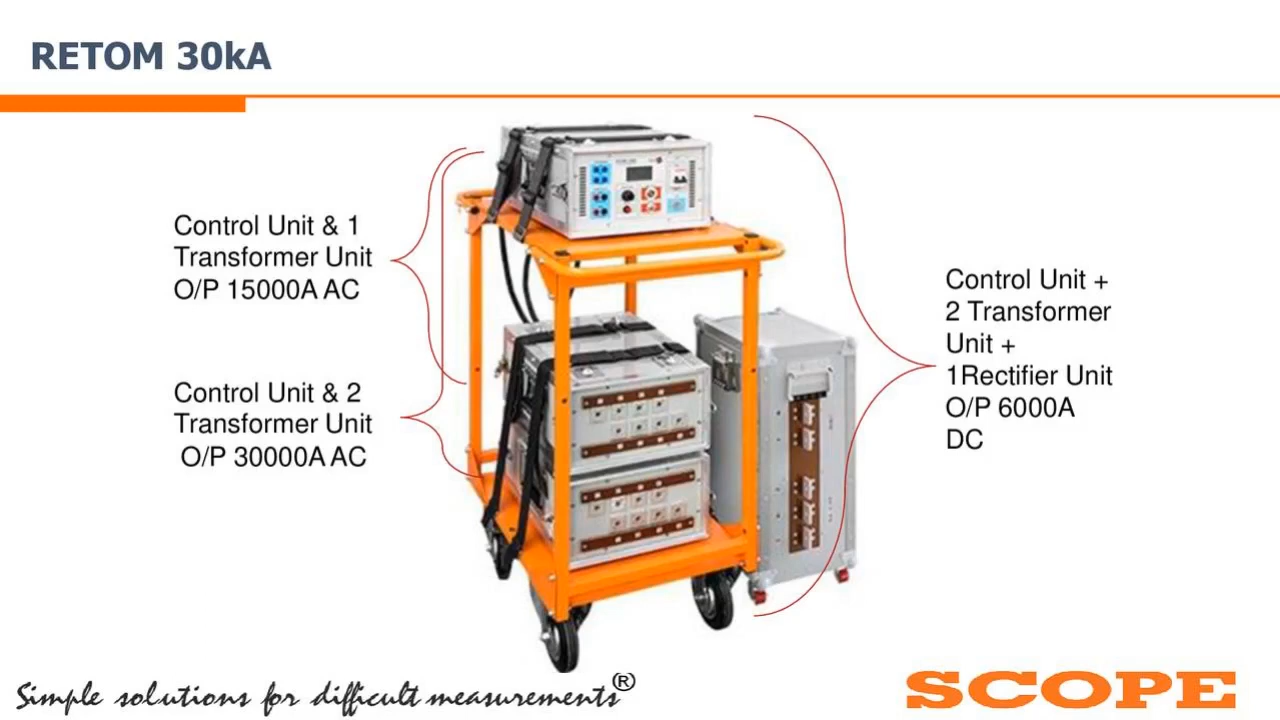 RETOM 30kA
Control Unit & 1
Transformer Unit
O/P 15000A AC
Control Unit & 2
Transformer Unit
O/P 30000A AC
Control Unit +
2 Transformer
Unit +
1Rectifier Unit
O/P 6000A
DC
Simple solutions for difficult measurements®
SCOPE